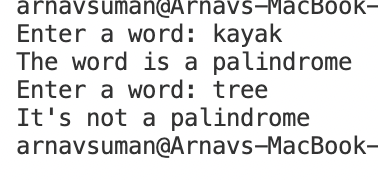 arnavsuman@Arnavs-MacBook-
Enter a word: kayak
The word is a palindrome
Enter a word: tree
It's not a palindrome
arnavsuman@Arnavs-MacBook-